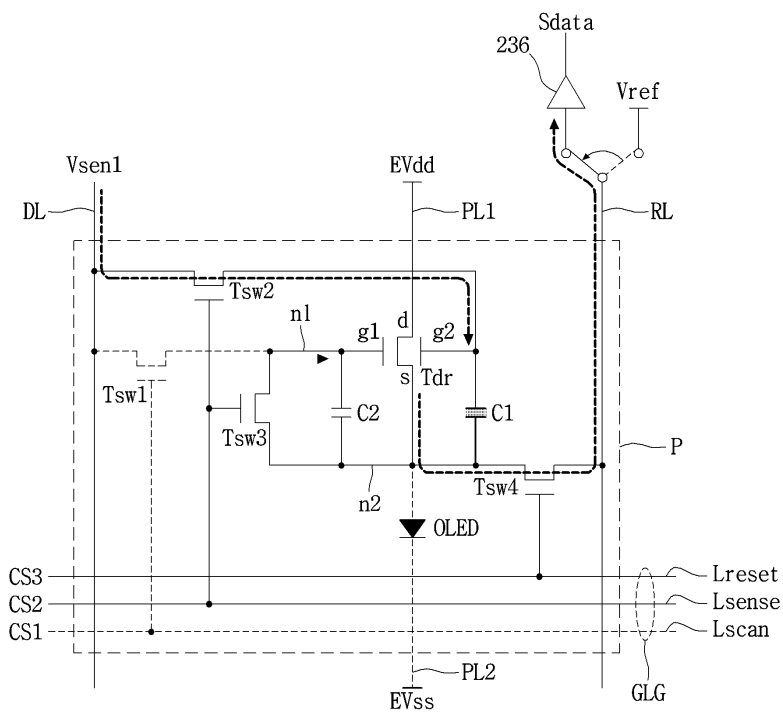 Sdata
236
Vref
Vsen1
EVdd
DL
PL1
RL
Tsw2
n1
g1
d
g2
s
Tdr
Tsw1
Tsw3
C2
C1
P
n2
Tsw4
OLED
CS3
Lreset
CS2
Lsense
CS1
Lscan
PL2
GLG
EVss